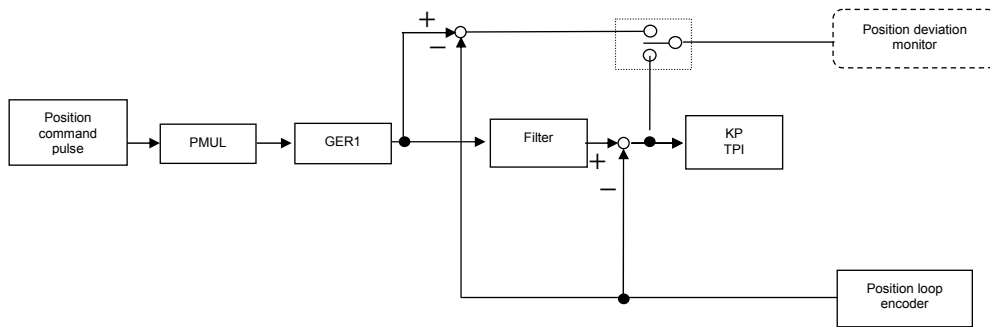 +
−
Position deviation
monitor
Position
command
pulse
PMUL
GER1
Filter
+
−
KP
TPI
Position loop
encoder